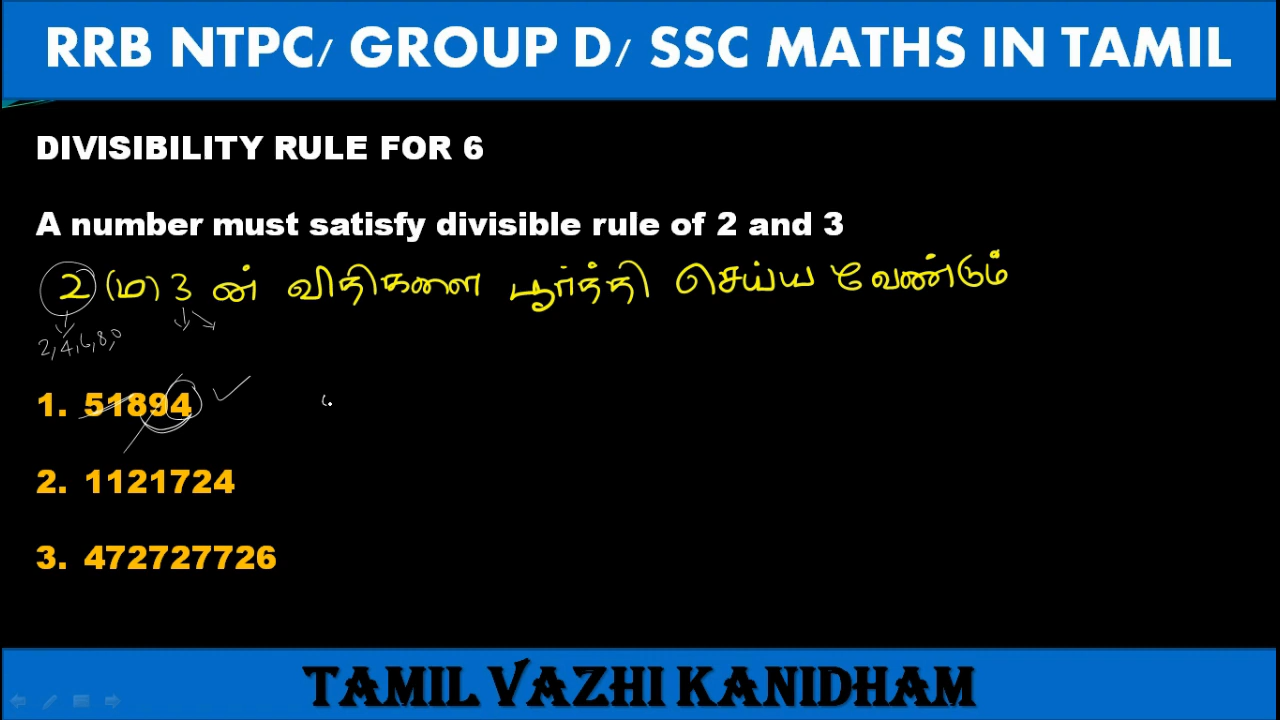 RRB NTPC/ GROUP D/ SSC MATHS IN TAMIL
DIVISIBILITY RULE FOR 6
A number must satisfy divisible rule of 2 and 3
2 (ம) 3 ன் விதிகளை பூர்த்தி செய்ய வேண்டும்
2, 4, 6, 8, 0
1. 51894
2. 1121724
3. 472727726
TAMIL VAZHI KANIDHAM